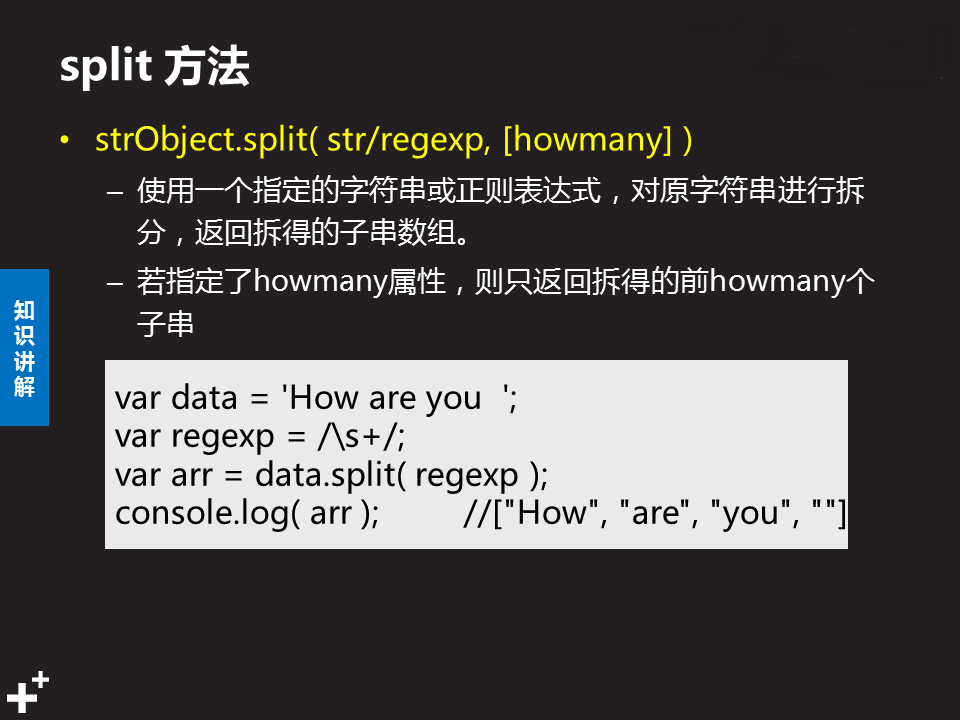 split 方法
• strObject.split( str/regexp, [howmany] )
– 使用一个指定的字符串或正则表达式，对原字符串进行拆
分，返回拆得的子串数组。
– 若指定了howmany属性，则只返回拆得的前howmany个
子串
知
识
讲
解
var data = 'How are you  ';
var regexp = /\s+/;
var arr = data.split( regexp );
console.log( arr );         //["How", "are", "you", ""]